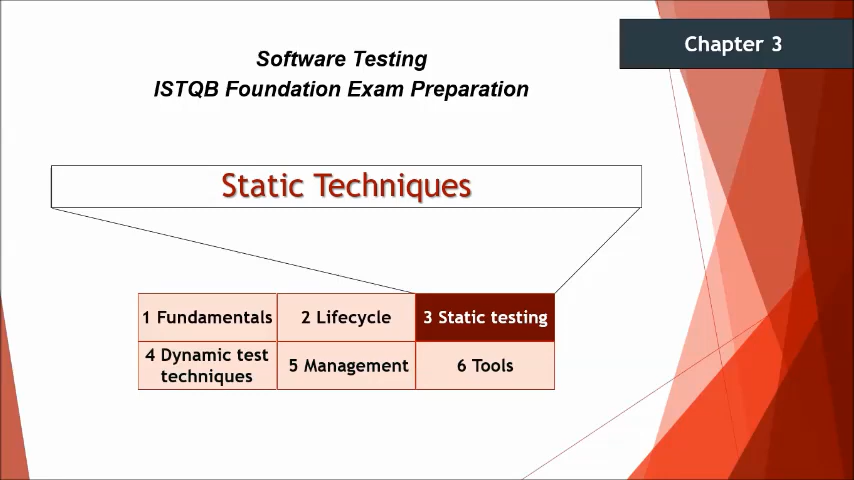 Chapter 3
Software Testing
ISTQB Foundation Exam Preparation
Static Techniques
1 Fundamentals
2 Lifecycle
3 Static testing
4 Dynamic test
techniques
5 Management
6 Tools